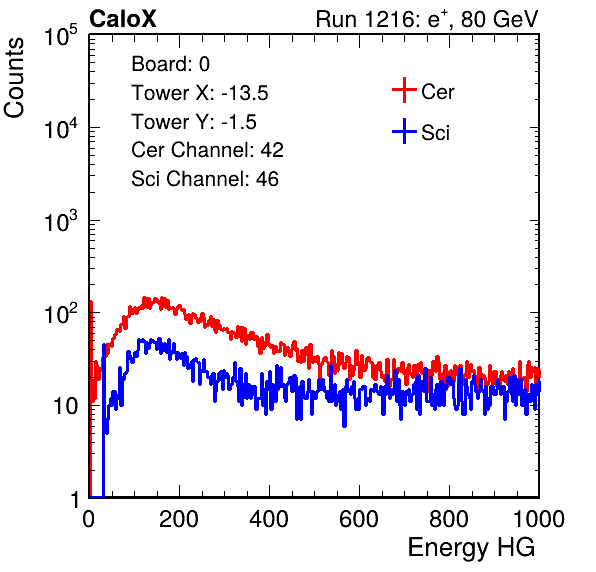 CaloX Run 1216: e⁺, 80 GeV
Counts
10⁵
10⁴
10³
10²
10
1
Board: 0
Tower X: -13.5
Tower Y: -1.5
Cer Channel: 42
Sci Channel: 46
Cer
Sci
0 200 400 600 800 1000
Energy HG